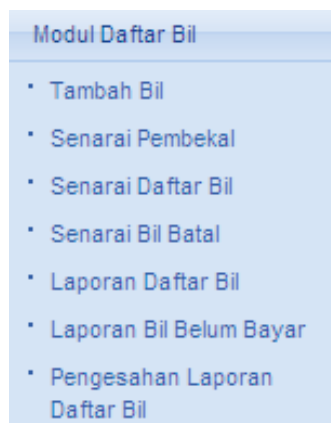 Modul Daftar Bil
Tambah Bil
Senarai Pembekal
Senarai Daftar Bil
Senarai Bil Batal
Laporan Daftar Bil
Laporan Bil Belum Bayar
Pengesahan Laporan
Daftar Bil